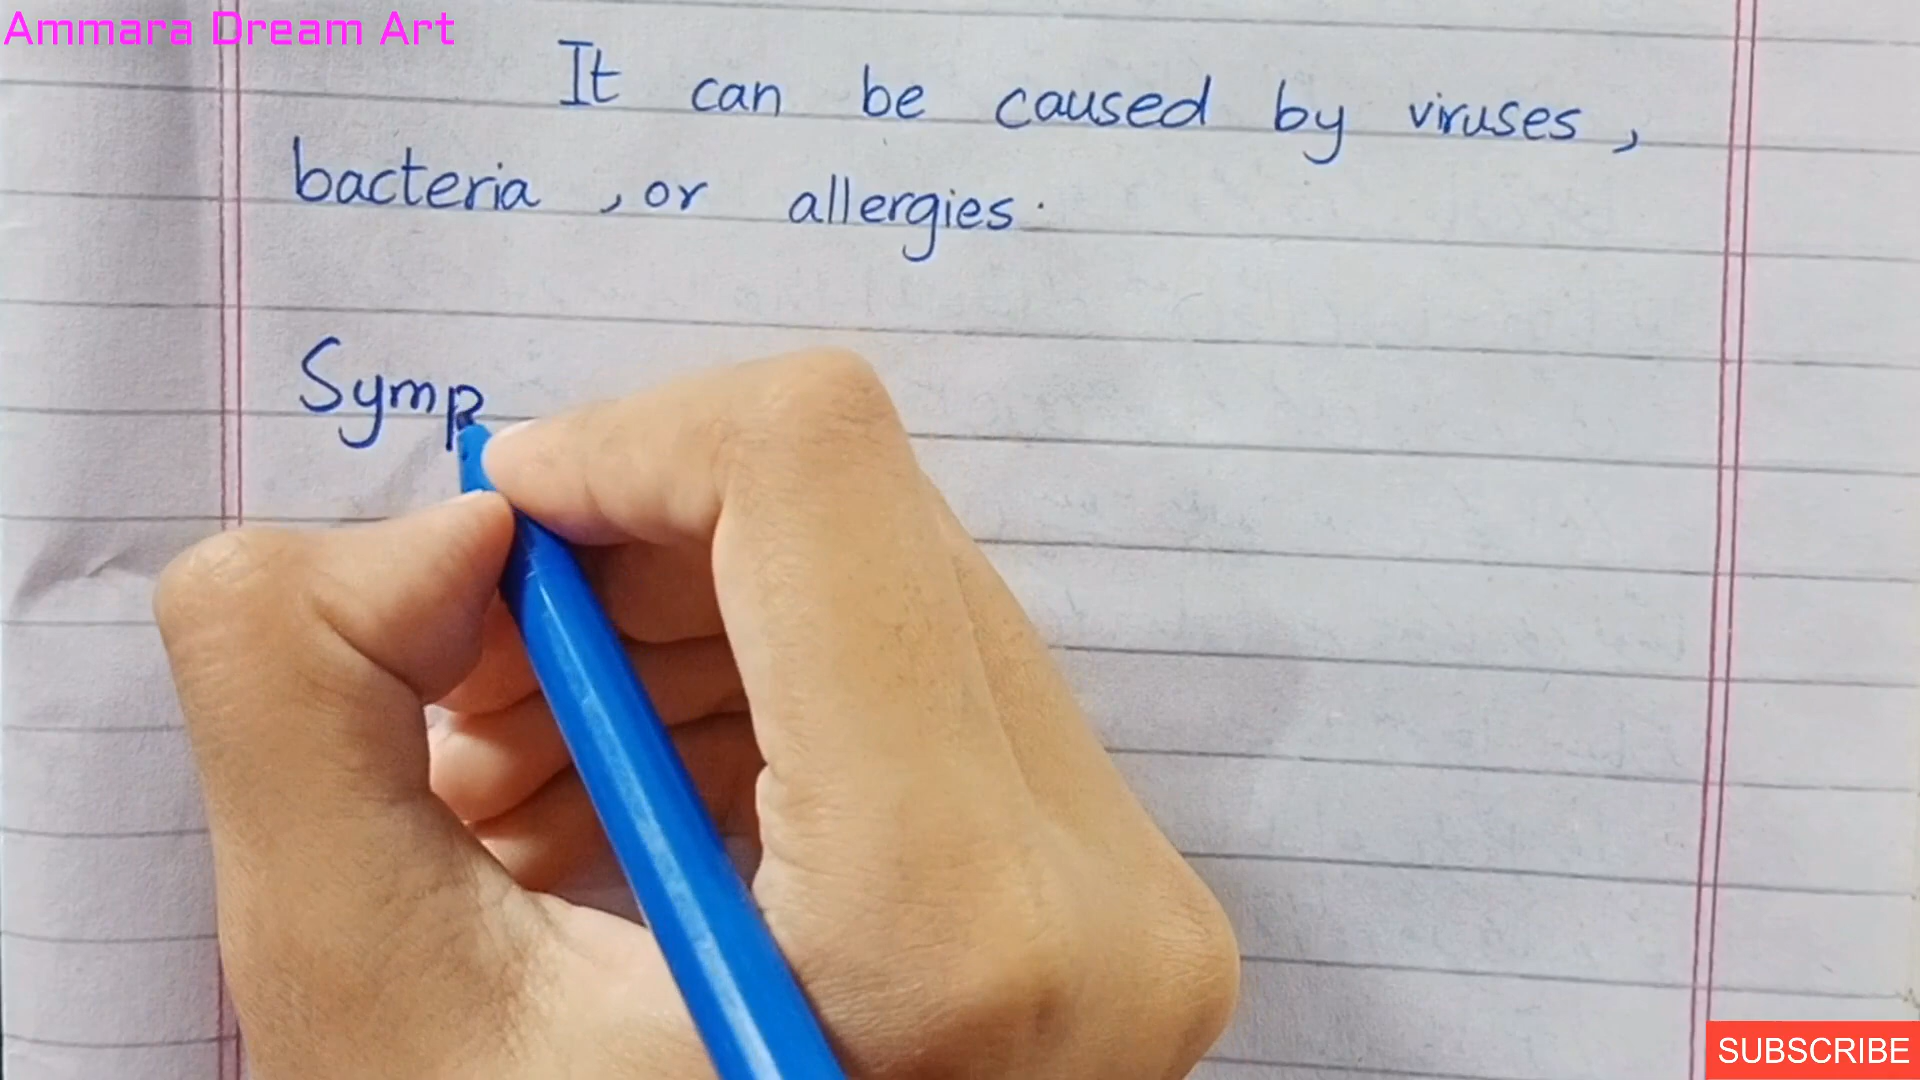 Ammara Dream Art
It can be caused by viruses,
bacteria, or allergies.
Symp
SUBSCRIBE